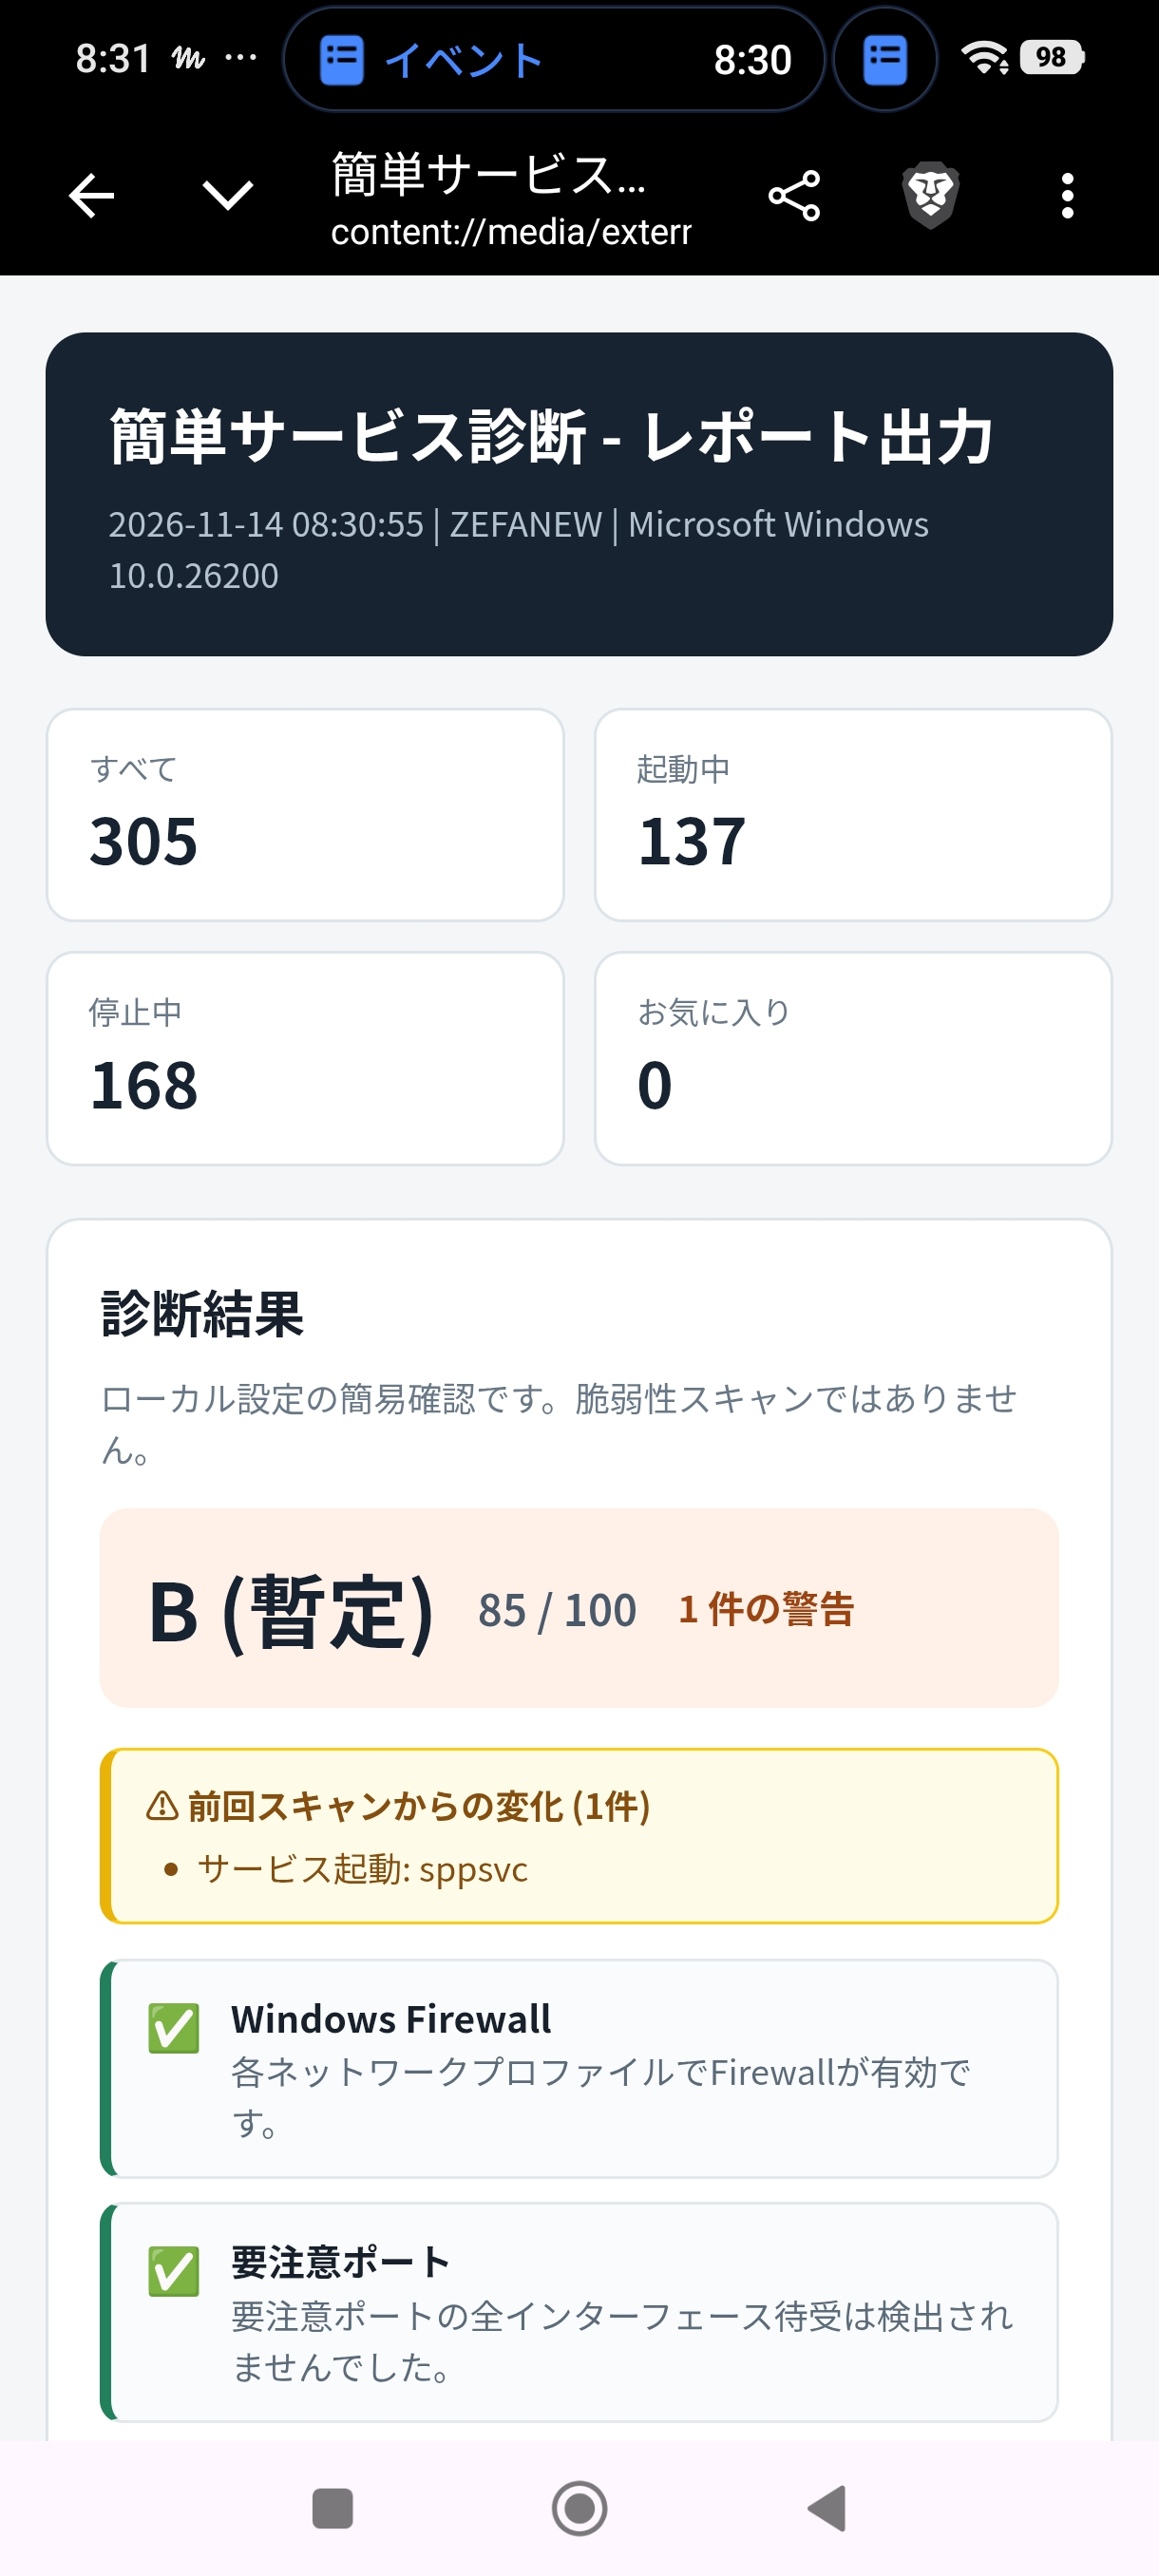 8:31 ··· イベント 8:30 98
簡単サービス…
content://media/exterr
簡単サービス診断 - レポート出力
2026-11-14 08:30:55 | ZEFANEW | Microsoft Windows
10.0.26200
すべて
305
起動中
137
停止中
168
お気に入り
0
診断結果
ローカル設定の簡易確認です。脆弱性スキャンではありませ
ん。
B (暫定) 85 / 100 1 件の警告
⚠ 前回スキャンからの変化 (1件)
• サービス起動: sppsvc
Windows Firewall
各ネットワークプロファイルでFirewallが有効で
す。
要注意ポート
要注意ポートの全インターフェース待受は検出され
ませんでした。